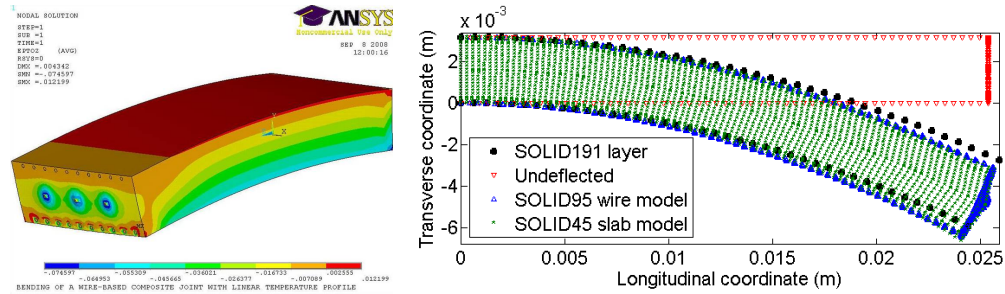 1
NODAL SOLUTION
STEP=1
SUB =1
TIME=1
EPTOZ (AVG)
RSYS=0
DMX =.004342
SMN =-.074597
SMX =.012199
ANSYS
Noncommercial Use Only
SEP 8 2008
12:00:16
Y
X
-.074597 -.055309 -.036021 -.016733 .002555
-.064953 -.045665 -.026377 -.007089 .012199
BENDING OF A WIRE-BASED COMPOSITE JOINT WITH LINEAR TEMPERATURE PROFILE
x 10-3
Transverse coordinate (m)
2
0
-2
-4
-6
SOLID191 layer
Undeflected
SOLID95 wire model
SOLID45 slab model
0 0.005 0.010 0.015 0.020 0.025
Longitudinal coordinate (m)